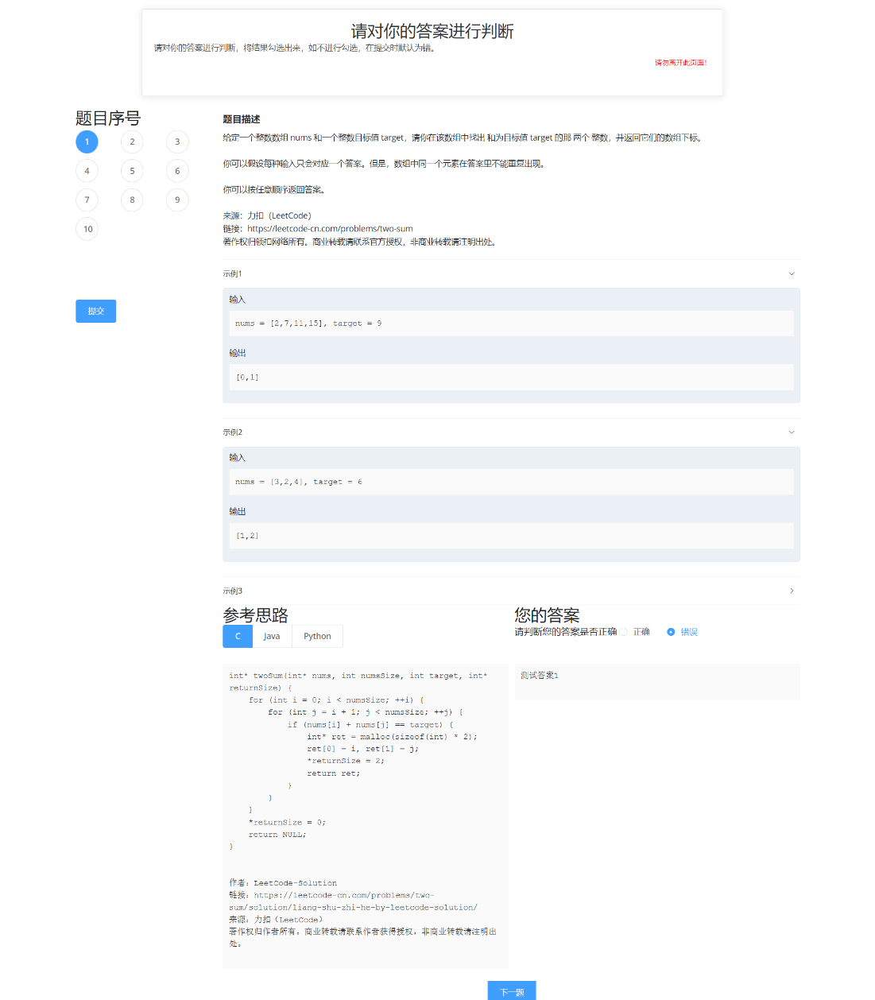 请对你的答案进行判断
请对你的答案进行判断，将结果勾选出来，如不进行勾选，在提交时默认为错。
请勿离开此页面！
题目序号
1 2 3
4 5 6
7 8 9
10
提交
题目描述
给定一个整数数组 nums 和一个整数目标值 target，请你在该数组中找出 和为目标值 target 的那 两个 整数，并返回它们的数组下标。
你可以假设每种输入只会对应一个答案。但是，数组中同一个元素在答案里不能重复出现。
你可以按任意顺序返回答案。
来源：力扣（LeetCode）
链接：https://leetcode-cn.com/problems/two-sum
著作权归领扣网络所有。商业转载请联系官方授权，非商业转载请注明出处。
示例1
输入
nums = [2,7,11,15], target = 9
输出
[0,1]
示例2
输入
nums = [3,2,4], target = 6
输出
[1,2]
示例3
参考思路
C Java Python
int* twoSum(int* nums, int numsSize, int target, int*
returnSize) {
    for (int i = 0; i < numsSize; ++i) {
        for (int j = i + 1; j < numsSize; ++j) {
            if (nums[i] + nums[j] == target) {
                int* ret = malloc(sizeof(int) * 2);
                ret[0] = i, ret[1] = j;
                *returnSize = 2;
                return ret;
            }
        }
    }
    *returnSize = 0;
    return NULL;
}
作者：LeetCode-Solution
链接：https://leetcode-cn.com/problems/two-
sum/solution/liang-shu-zhi-he-by-leetcode-solution/
来源：力扣（LeetCode）
著作权归作者所有。商业转载请联系作者获得授权，非商业转载请注明出
处。
您的答案
请判断您的答案是否正确 正确 错误
测试答案1
下一题